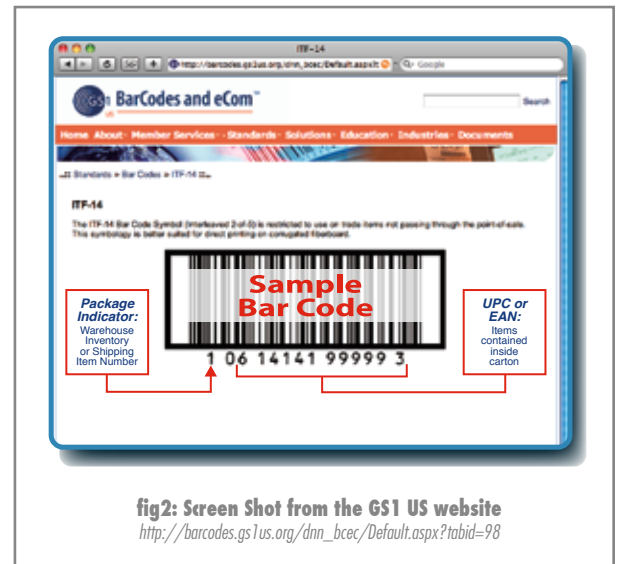 ITF-14
http://barcodes.gs1us.org/dnn_bcec/Default.aspx?t
Google
GS1
US
BarCodes and eCom™
Search
Home About· Member Services· ·Standards· Solutions· Education· Industries· Documents
..:: Standards » Bar Codes » ITF-14 ::..
ITF-14
The ITF-14 Bar Code Symbol (Interleaved 2-of-5) is restricted to use on trade items not passing through the point-of-sale.
This symbology is better suited for direct printing on corrugated fiberboard.
Sample
Bar Code
Package
Indicator:
Warehouse
Inventory
or Shipping
Item Number
UPC or
EAN:
Items
contained
inside
carton
1 06 14141 99999 3
fig2: Screen Shot from the GS1 US website
http://barcodes.gs1us.org/dnn_bcec/Default.aspx?tabid=98